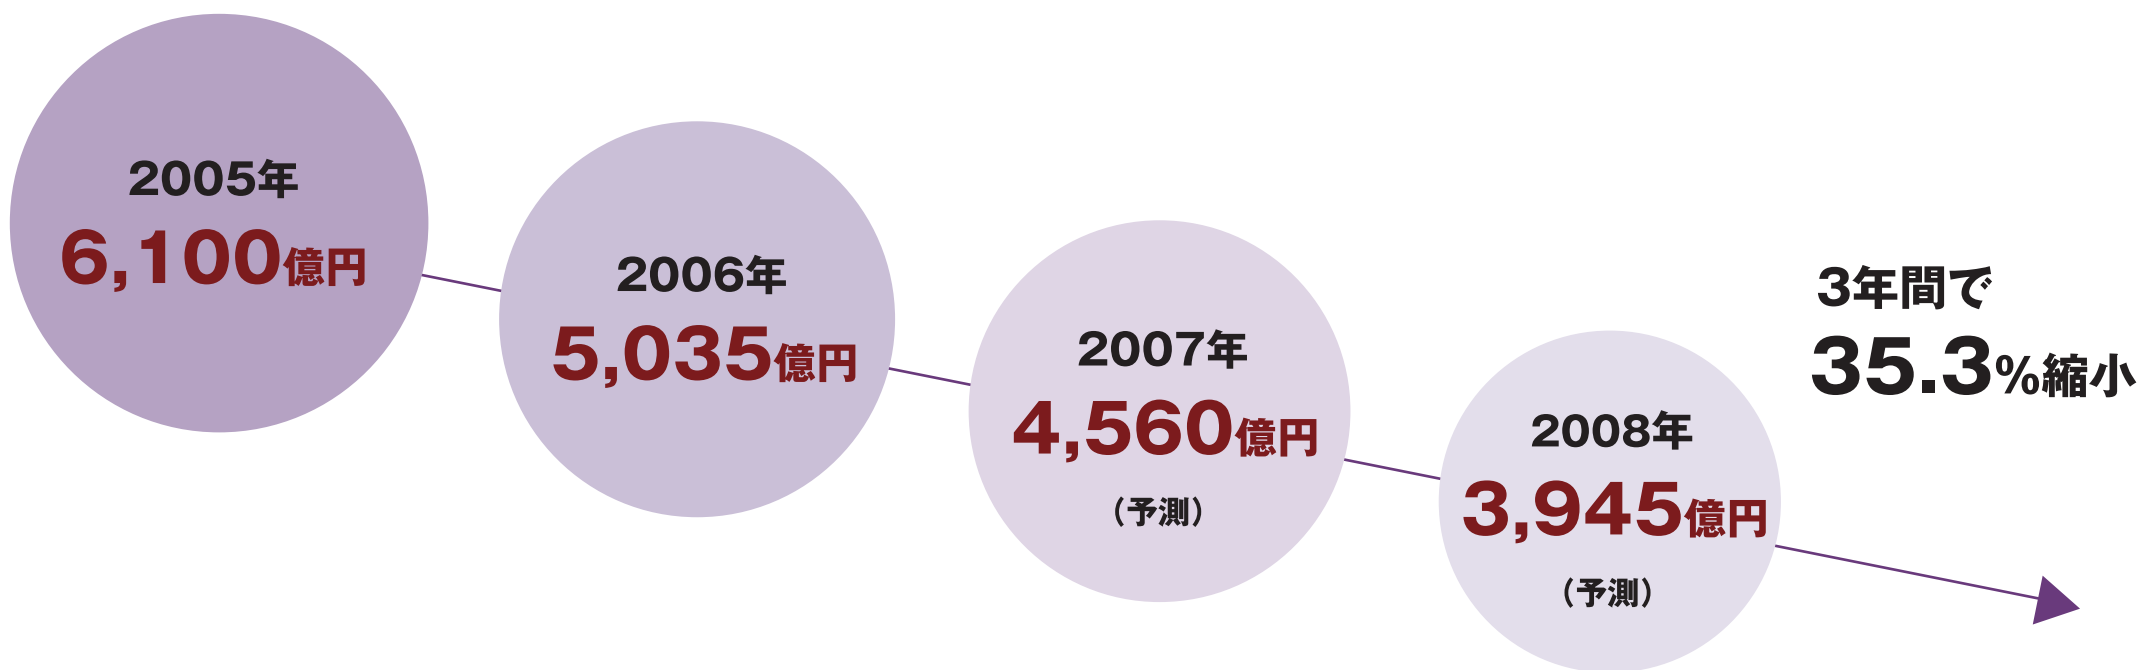 2005年
6,100億円
2006年
5,035億円
2007年
4,560億円
（予測）
2008年
3,945億円
（予測）
3年間で
35.3%縮小